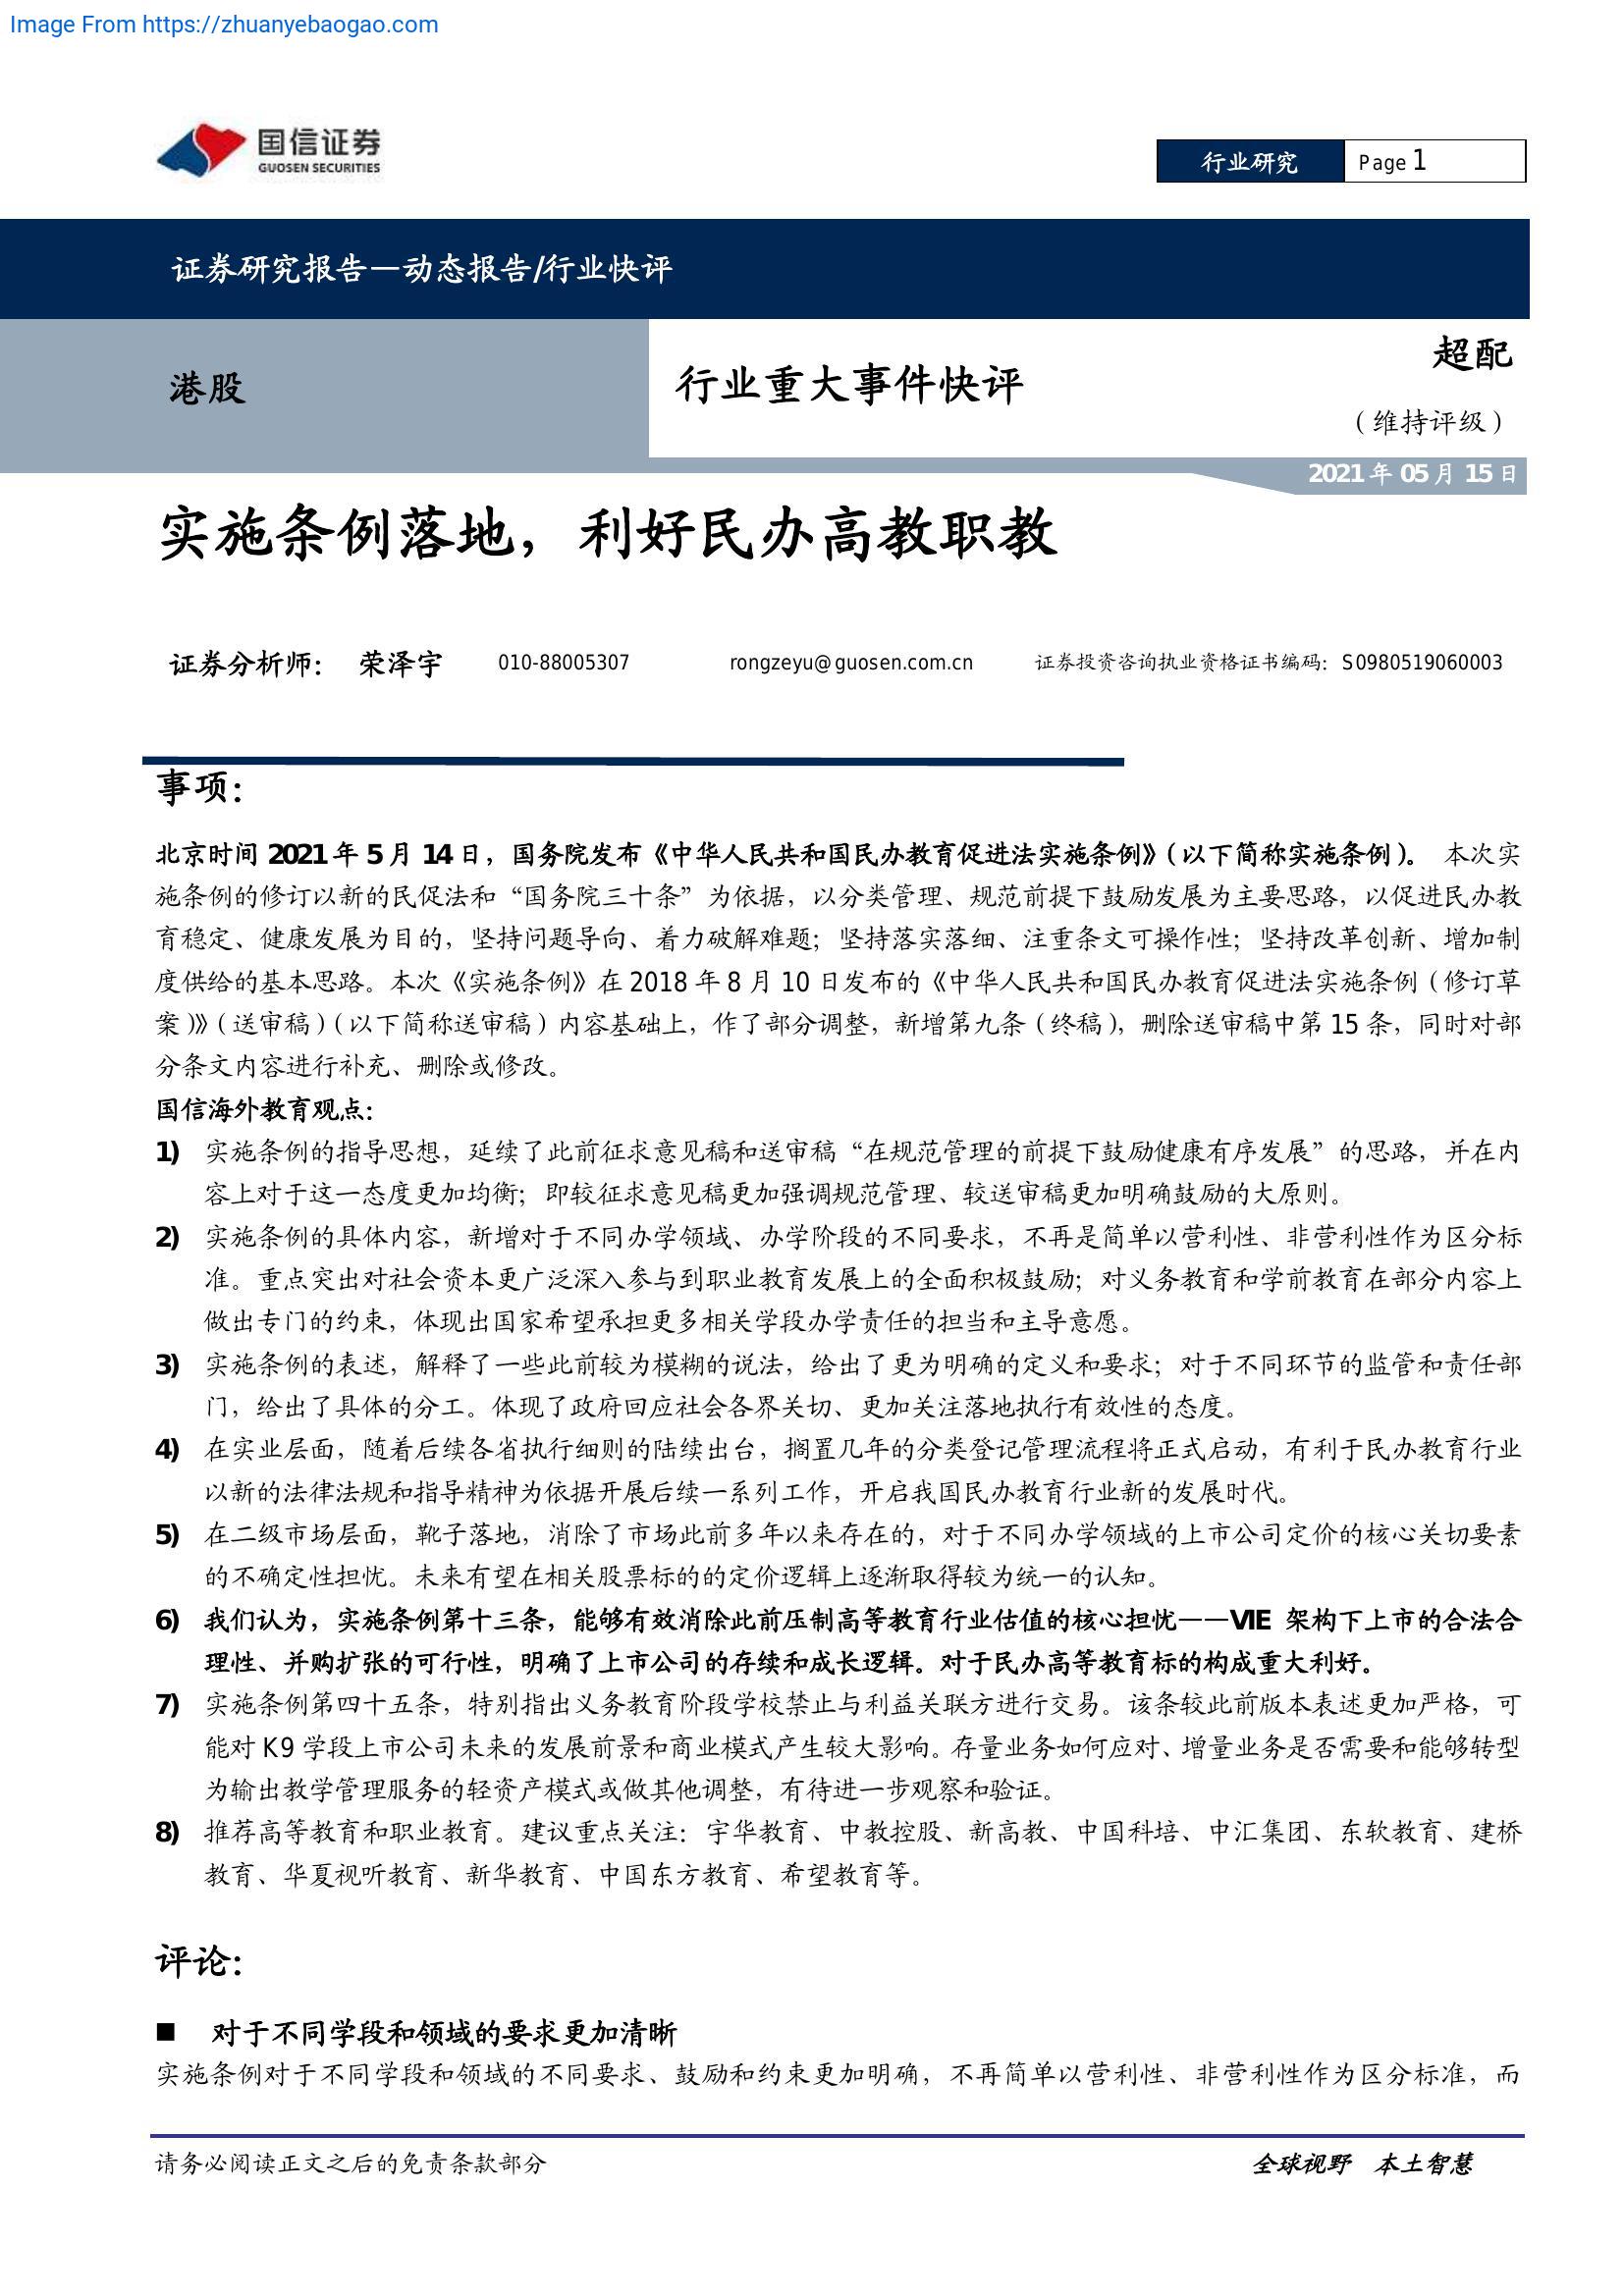 Image From https://zhuanyebaogao.com
国信证券
GUOSEN SECURITIES
行业研究 Page 1
证券研究报告—动态报告/行业快评
港股
行业重大事件快评
超配
（维持评级）
2021年 05月 15日
实施条例落地，利好民办高教职教
证券分析师： 荣泽宇 010-88005307 rongzeyu@guosen.com.cn 证券投资咨询执业资格证书编码：S0980519060003
事项：
北京时间 2021 年 5 月 14 日，国务院发布《中华人民共和国民办教育促进法实施条例》（以下简称实施条例）。 本次实
施条例的修订以新的民促法和“国务院三十条”为依据，以分类管理、规范前提下鼓励发展为主要思路，以促进民办教
育稳定、健康发展为目的，坚持问题导向、着力破解难题；坚持落实落细、注重条文可操作性；坚持改革创新、增加制
度供给的基本思路。本次《实施条例》在 2018 年 8 月 10 日发布的《中华人民共和国民办教育促进法实施条例（修订草
案）》（送审稿）（以下简称送审稿）内容基础上，作了部分调整，新增第九条（终稿），删除送审稿中第 15 条，同时对部
分条文内容进行补充、删除或修改。
国信海外教育观点：
1) 实施条例的指导思想，延续了此前征求意见稿和送审稿“在规范管理的前提下鼓励健康有序发展”的思路，并在内
容上对于这一态度更加均衡；即较征求意见稿更加强调规范管理、较送审稿更加明确鼓励的大原则。
2) 实施条例的具体内容，新增对于不同办学领域、办学阶段的不同要求，不再是简单以营利性、非营利性作为区分标
准。重点突出对社会资本更广泛深入参与到职业教育发展上的全面积极鼓励；对义务教育和学前教育在部分内容上
做出专门的约束，体现出国家希望承担更多相关学段办学责任的担当和主导意愿。
3) 实施条例的表述，解释了一些此前较为模糊的说法，给出了更为明确的定义和要求；对于不同环节的监管和责任部
门，给出了具体的分工。体现了政府回应社会各界关切、更加关注落地执行有效性的态度。
4) 在实业层面，随着后续各省执行细则的陆续出台，搁置几年的分类登记管理流程将正式启动，有利于民办教育行业
以新的法律法规和指导精神为依据开展后续一系列工作，开启我国民办教育行业新的发展时代。
5) 在二级市场层面，靴子落地，消除了市场此前多年以来存在的，对于不同办学领域的上市公司定价的核心关切要素
的不确定性担忧。未来有望在相关股票标的的定价逻辑上逐渐取得较为统一的认知。
6) 我们认为，实施条例第十三条，能够有效消除此前压制高等教育行业估值的核心担忧——VIE 架构下上市的合法合
理性、并购扩张的可行性，明确了上市公司的存续和成长逻辑。对于民办高等教育标的构成重大利好。
7) 实施条例第四十五条，特别指出义务教育阶段学校禁止与利益关联方进行交易。该条较此前版本表述更加严格，可
能对 K9 学段上市公司未来的发展前景和商业模式产生较大影响。存量业务如何应对、增量业务是否需要和能够转型
为输出教学管理服务的轻资产模式或做其他调整，有待进一步观察和验证。
8) 推荐高等教育和职业教育。建议重点关注：宇华教育、中教控股、新高教、中国科培、中汇集团、东软教育、建桥
教育、华夏视听教育、新华教育、中国东方教育、希望教育等。
评论：
■ 对于不同学段和领域的要求更加清晰
实施条例对于不同学段和领域的不同要求、鼓励和约束更加明确，不再简单以营利性、非营利性作为区分标准，而
请务必阅读正文之后的免责条款部分 全球视野 本土智慧